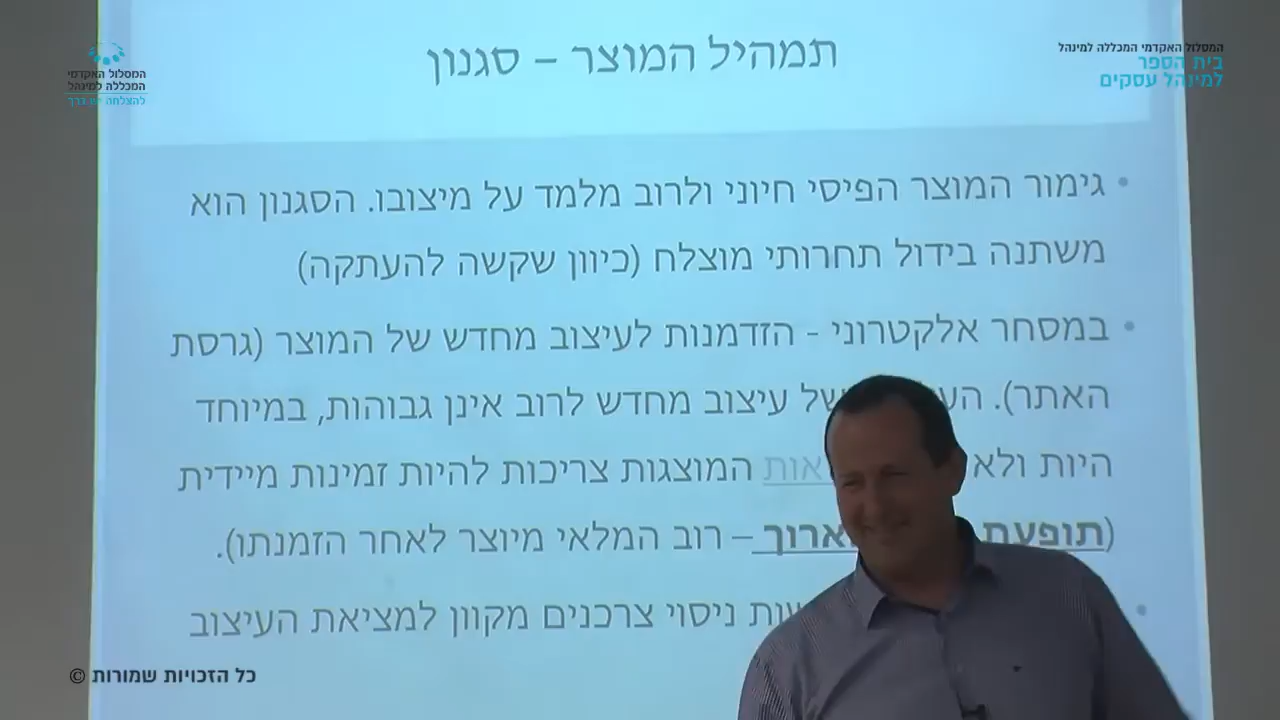 המסלול האקדמי המכללה למינהל
בית הספר
למינהל עסקים
המסלול האקדמי
המכללה למינהל
להצלחה יש דרך
תמהיל המוצר – סגנון
• גימור המוצר הפיסי חיוני ולרוב מלמד על מיצובו. הסגנון הוא
משתנה בידול תחרותי מוצלח (כיוון שקשה להעתקה)
• במסחר אלקטרוני - הזדמנות לעיצוב מחדש של המוצר (גרסת
האתר). של עיצוב מחדש לרוב אינן גבוהות, במיוחד
היות ולא המוצגות צריכות להיות זמינות מיידית
(תופעת – רוב המלאי מיוצר לאחר הזמנתו).
• ניסוי צרכנים מקוון למציאת העיצוב
כל הזכויות שמורות ©